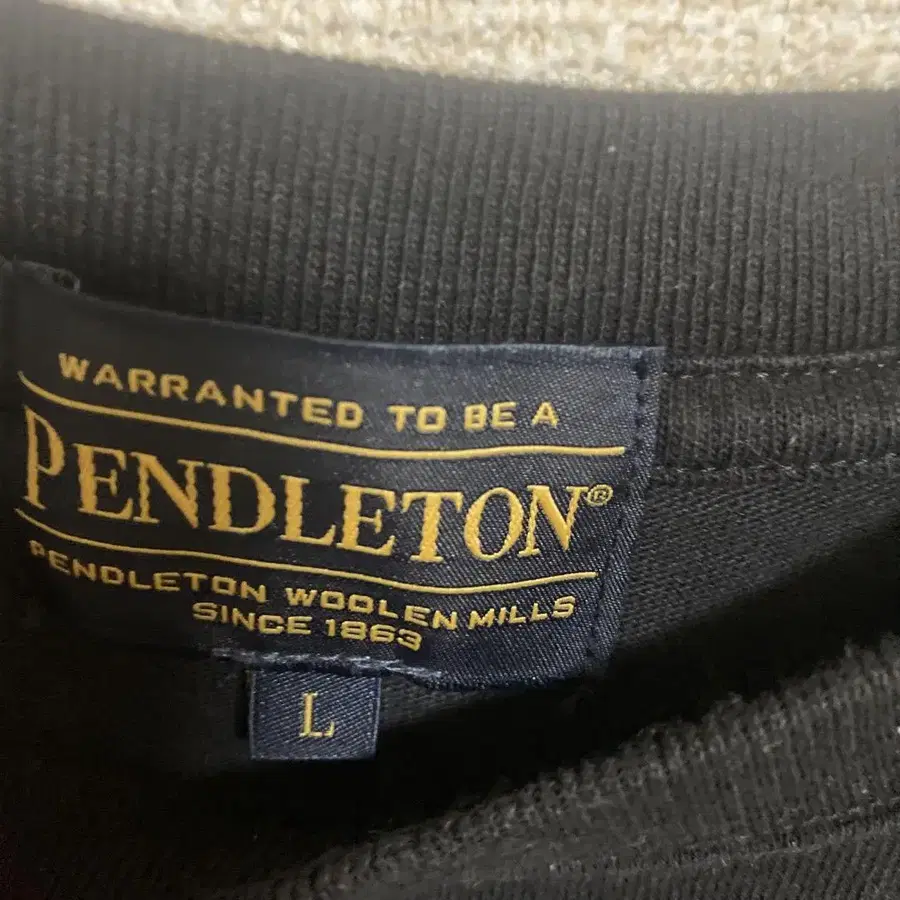 WARRANTED TO BE A
PENDLETON®
PENDLETON WOOLEN MILLS
SINCE 1863
L